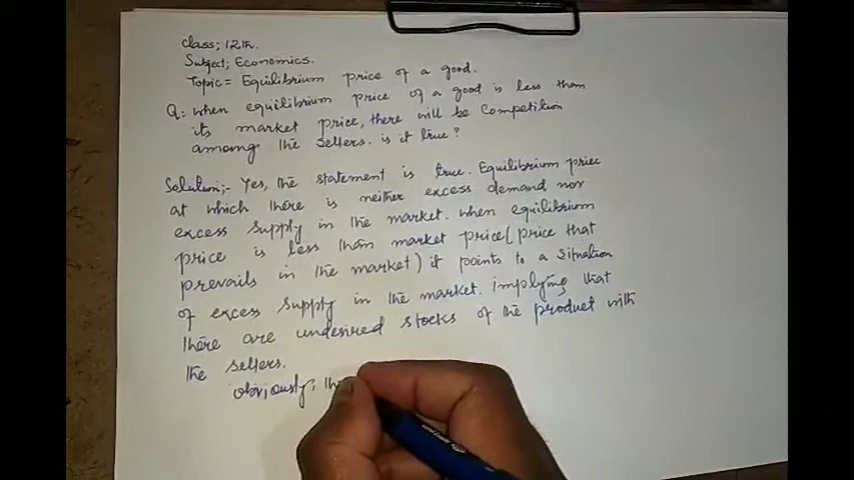 class; 12th.
Subject; Economics.
Topic = Equilibrium price of a good.
Q: when equilibrium price of a good is less than
its market price, there will be competition
among the sellers. is it true?
Solution;- Yes, the statement is true. Equilibrium price
at which there is neither excess demand nor
excess supply in the market. when equilibrium
price is less than market price (price that
prevails in the market) it points to a situation
of excess supply in the market. implying that
there are undesired stocks of the product with
the sellers.
obviously,